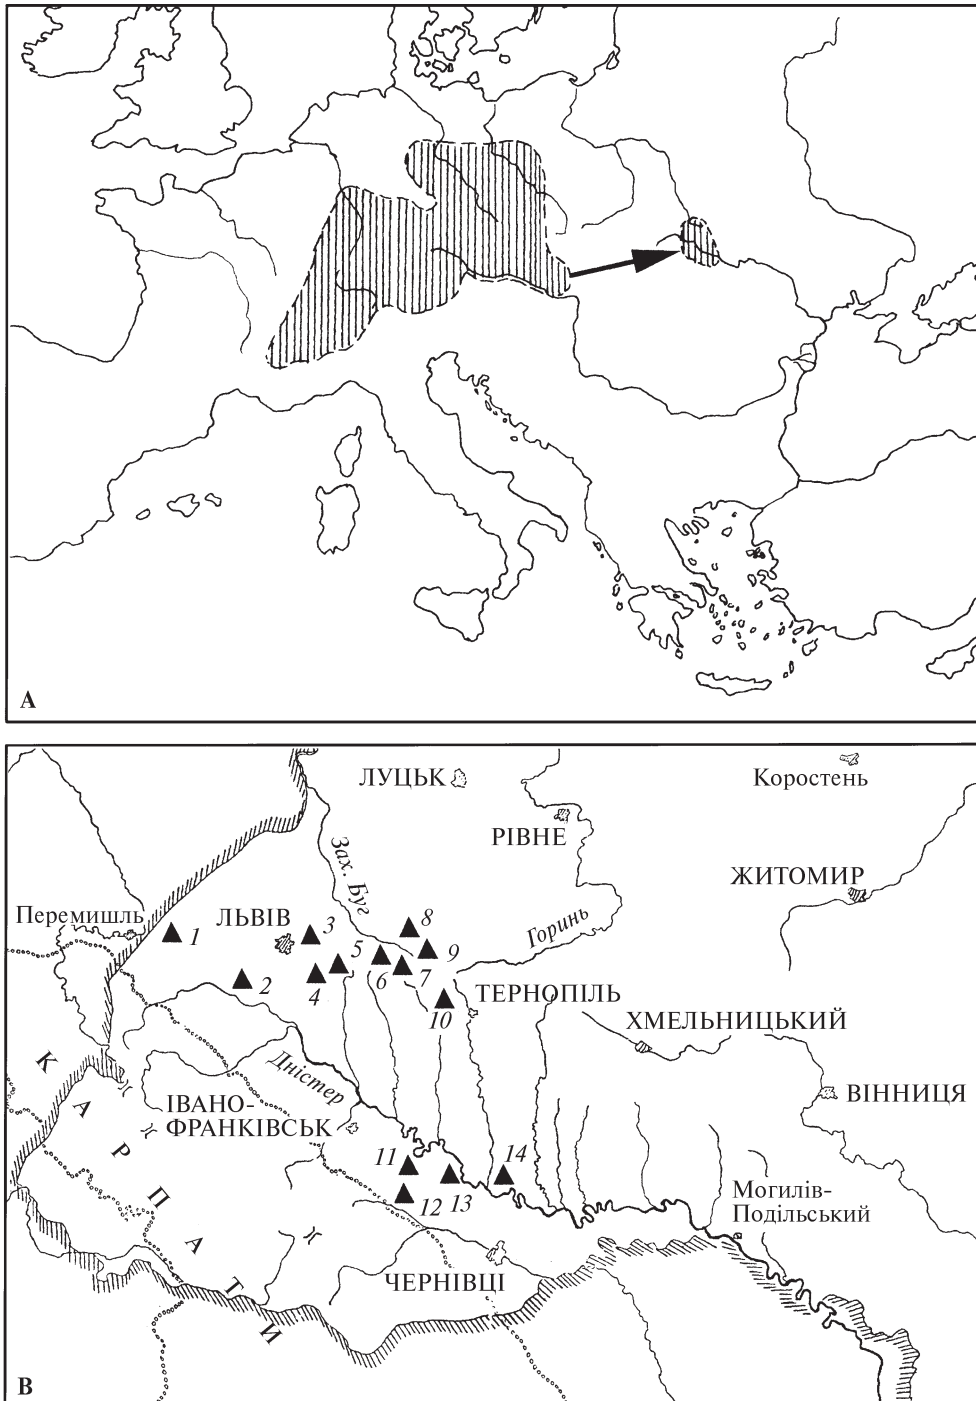 А
ЛУЦЬК
Коростень
РІВНЕ
Зах. Буг
ЖИТОМИР
Перемишль
ЛЬВІВ
1
3
8
Горинь
5
9
2
4
6
7
10
ТЕРНОПІЛЬ
ХМЕЛЬНИЦЬКИЙ
Дністер
ВІННИЦЯ
ІВАНО-
ФРАНКІВСЬК
11
14
12
13
Могилів-
Подільський
КАРПАТИ
ЧЕРНІВЦІ
В